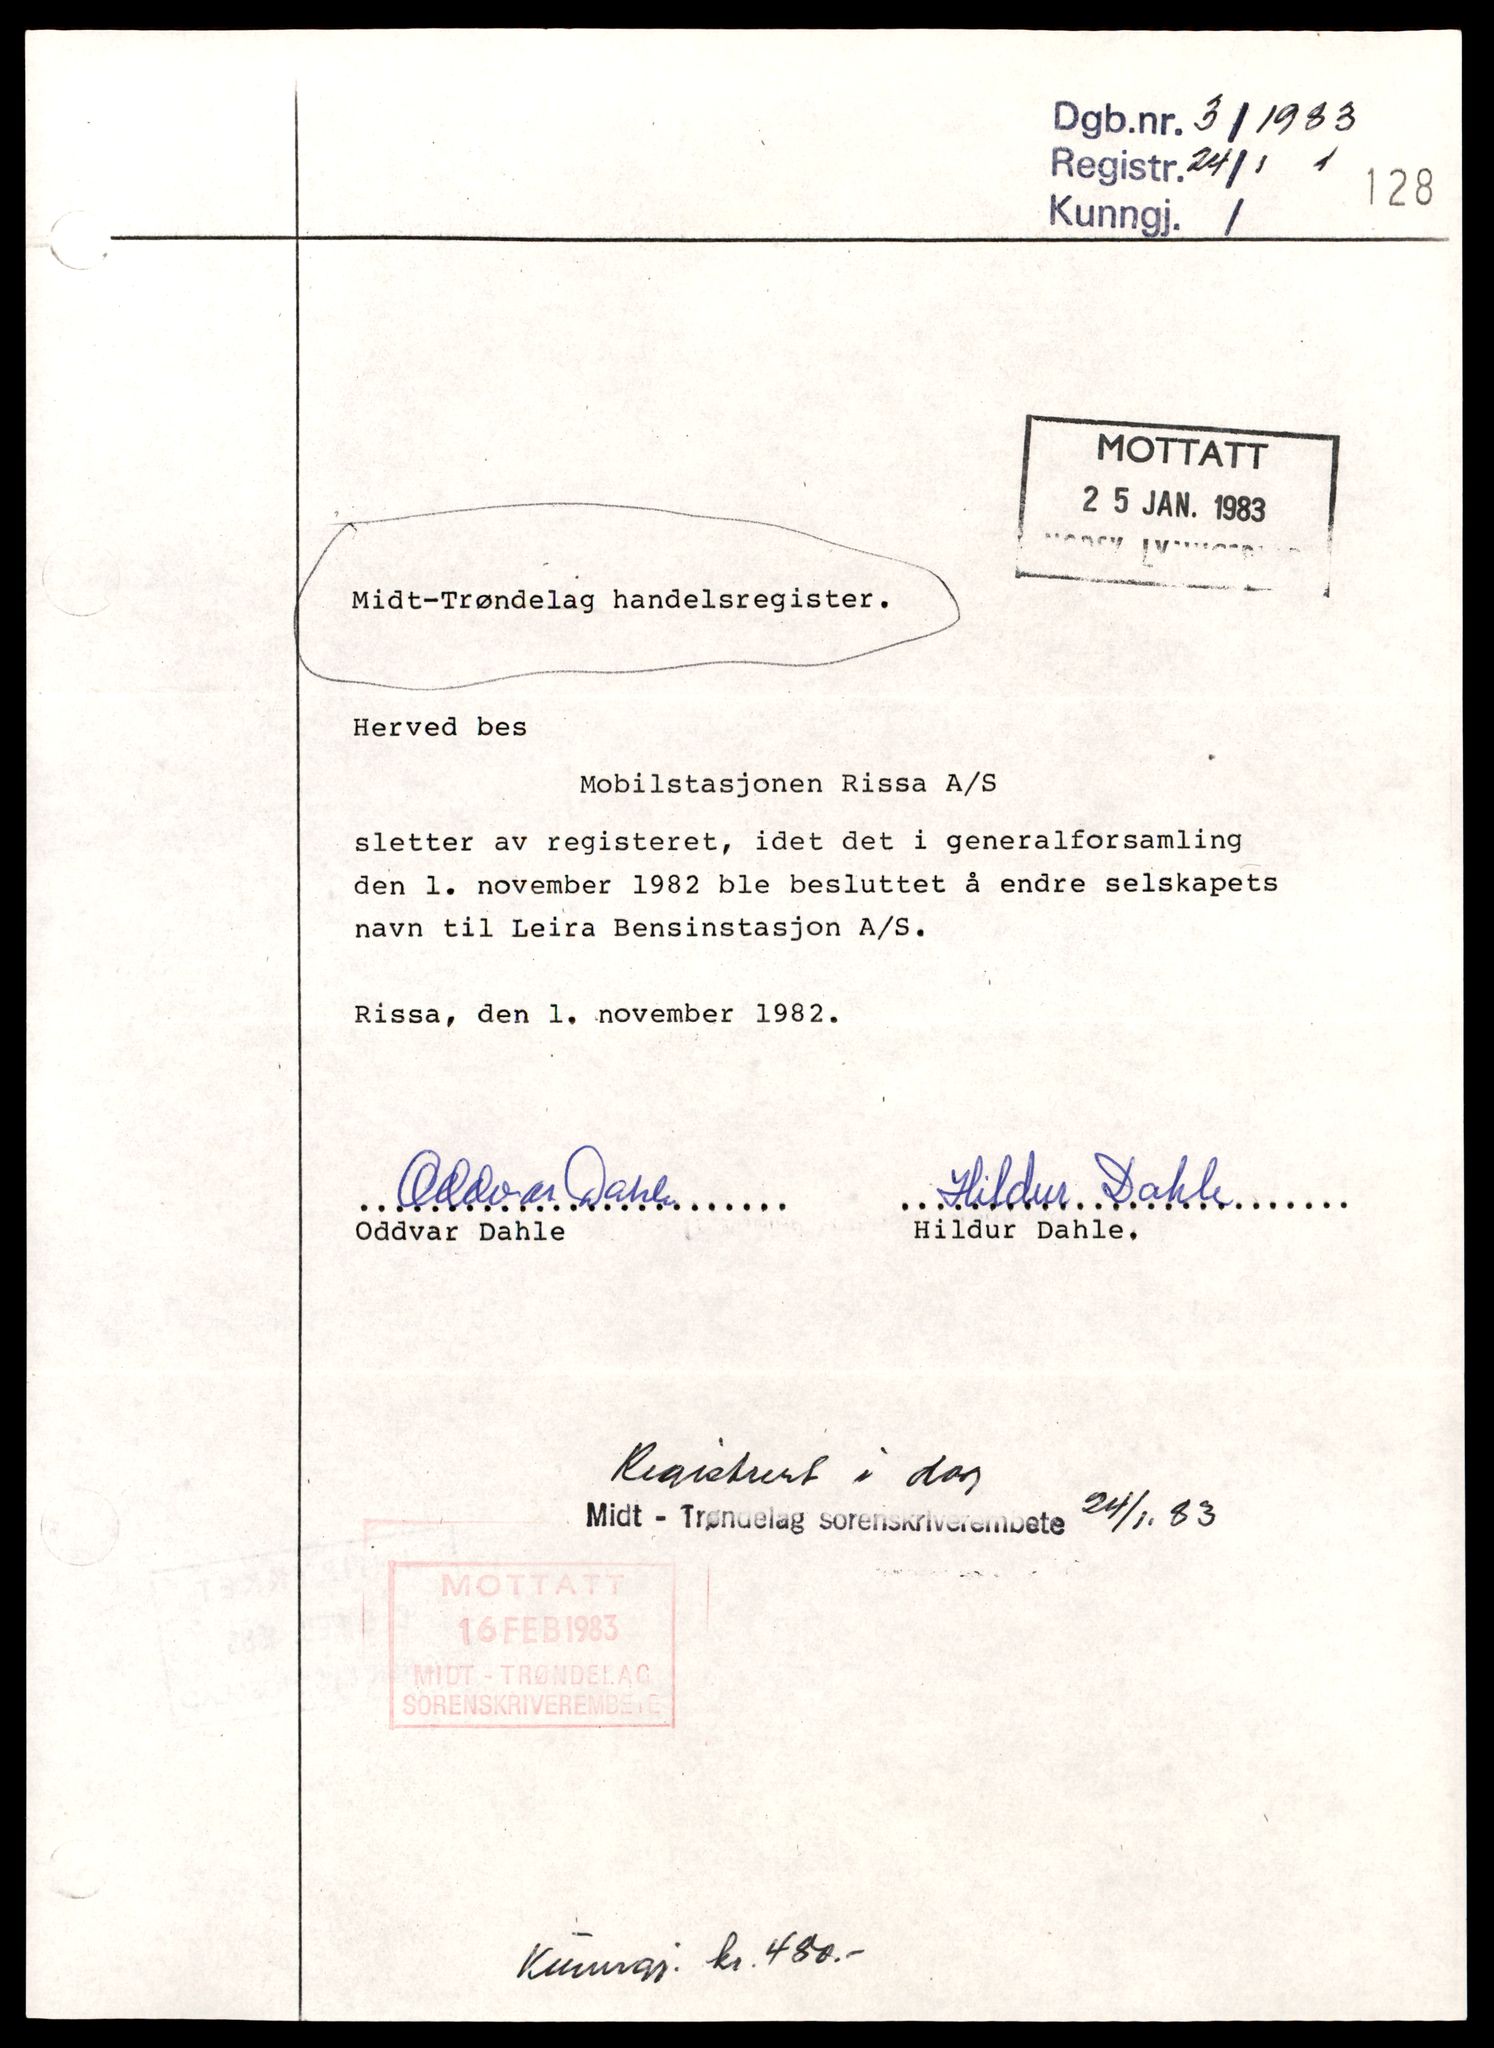 Dgb.nr. 3/1983
Registr. 24/1
Kunngj. /
128
MOTTATT
25 JAN. 1983
NORSK
Midt-Trøndelag handelsregister.
Herved bes
Mobilstasjonen Rissa A/S
sletter av registeret, idet det i generalforsamling
den 1. november 1982 ble besluttet å endre selskapets
navn til Leira Bensinstasjon A/S.
Rissa, den 1. november 1982.
Oddvar Dahle Hildur Dahle
Oddvar Dahle Hildur Dahle.
Registrert i dag
Midt - Trøndelag sorenskriverembete 24/1.83
MOTTATT
16 FEB 1983
MIDT - TRØNDELAG
SORENSKRIVEREMBETE
Kunngj. kr. 480.-